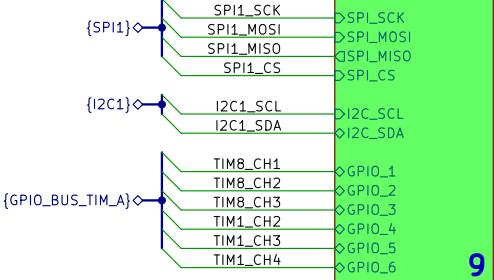 SPI1_SCK SPI_SCK
{SPI1} SPI1_MOSI SPI_MOSI
SPI1_MISO SPI_MISO
SPI1_CS SPI_CS
{I2C1} I2C1_SCL I2C_SCL
I2C1_SDA I2C_SDA
TIM8_CH1 GPIO_1
TIM8_CH2 GPIO_2
{GPIO_BUS_TIM_A} TIM8_CH3 GPIO_3
TIM1_CH2 GPIO_4
TIM1_CH3 GPIO_5
TIM1_CH4 GPIO_6
9